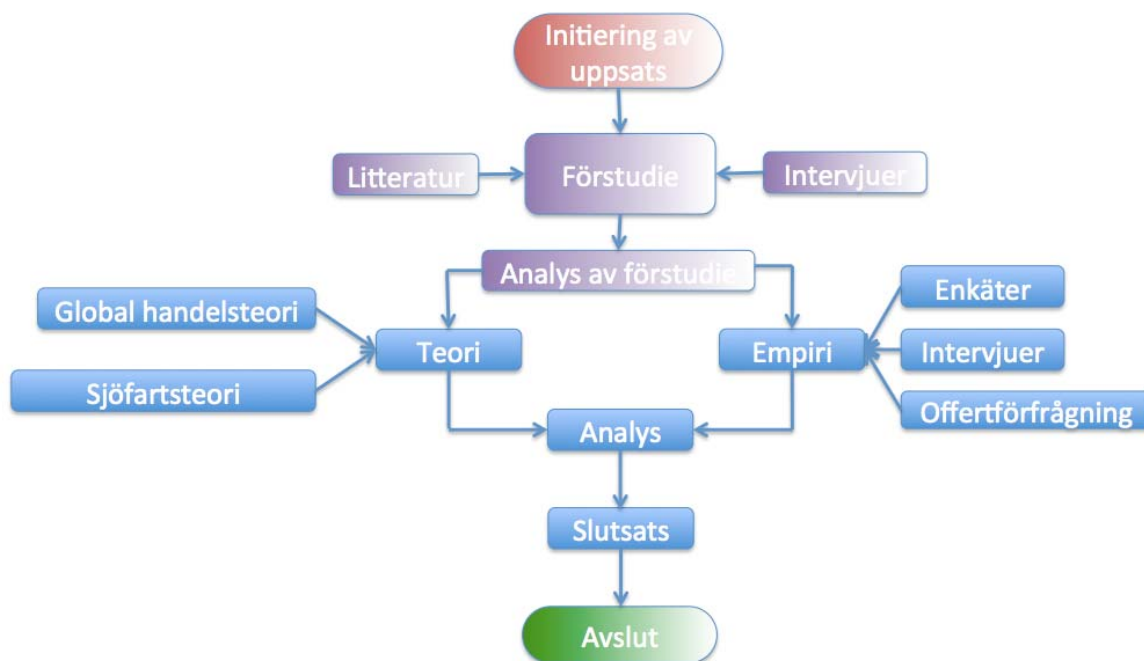 Initiering av
uppsats
Litteratur
Förstudie
Intervjuer
Analys av förstudie
Global handelsteori
Sjöfartsteori
Teori
Empiri
Enkäter
Intervjuer
Offertförfrågning
Analys
Slutsats
Avslut